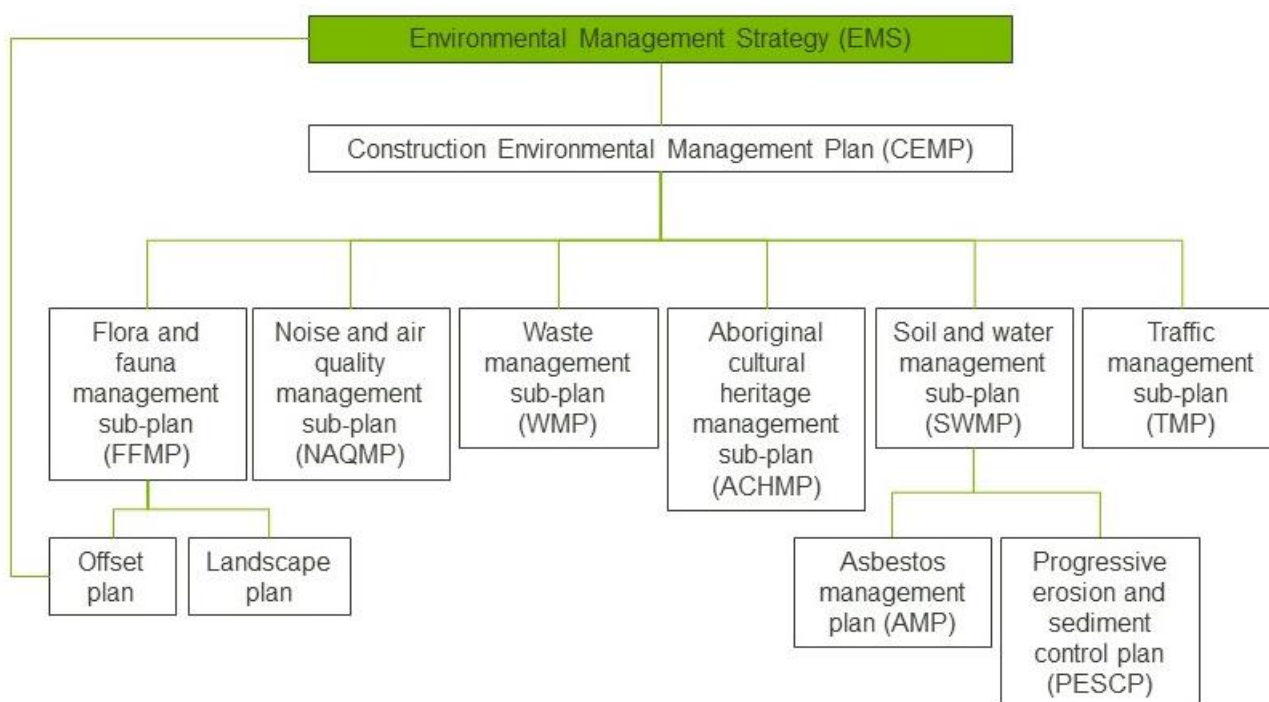 Environmental Management Strategy (EMS)
Construction Environmental Management Plan (CEMP)
Flora and
fauna
management
sub-plan
(FFMP)
Noise and air
quality
management
sub-plan
(NAQMP)
Waste
management
sub-plan
(WMP)
Aboriginal
cultural
heritage
management
sub-plan
(ACHMP)
Soil and water
management
sub-plan
(SWMP)
Traffic
management
sub-plan
(TMP)
Offset
plan
Landscape
plan
Asbestos
management
plan (AMP)
Progressive
erosion and
sediment
control plan
(PESCP)